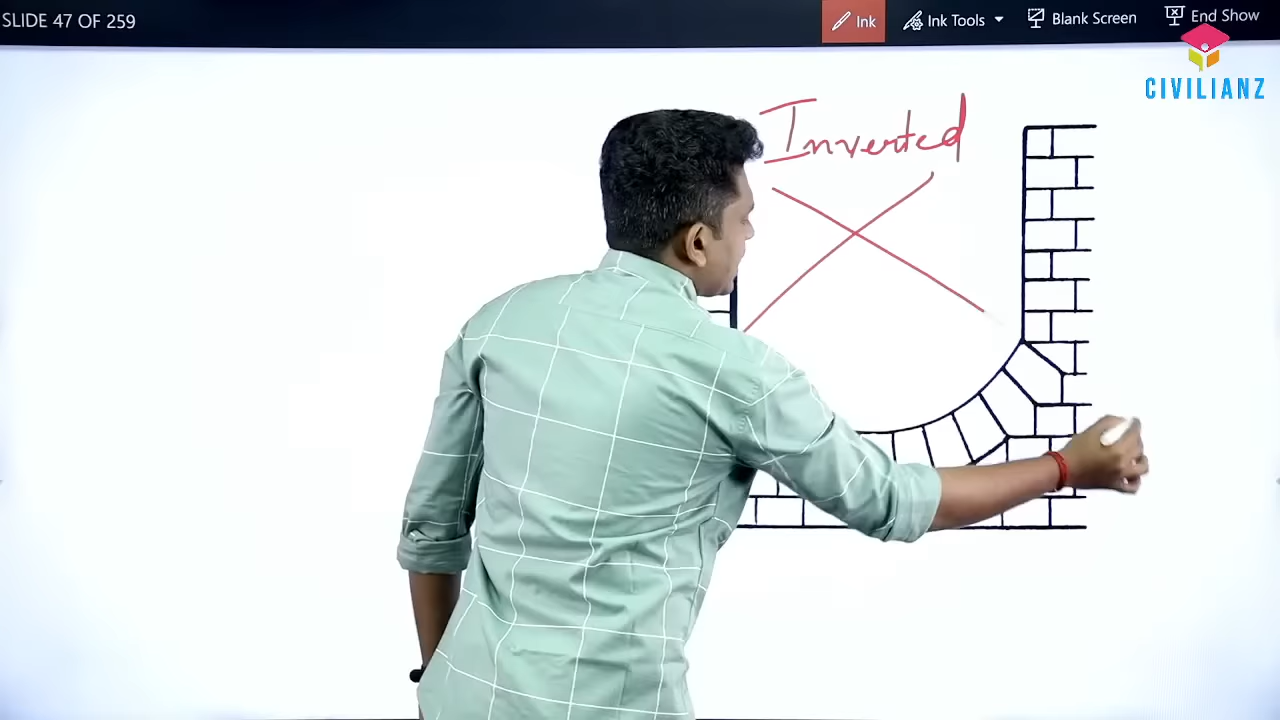 SLIDE 47 OF 259
Ink
Ink Tools
Blank Screen
End Show
CIVILIANZ
Inverted